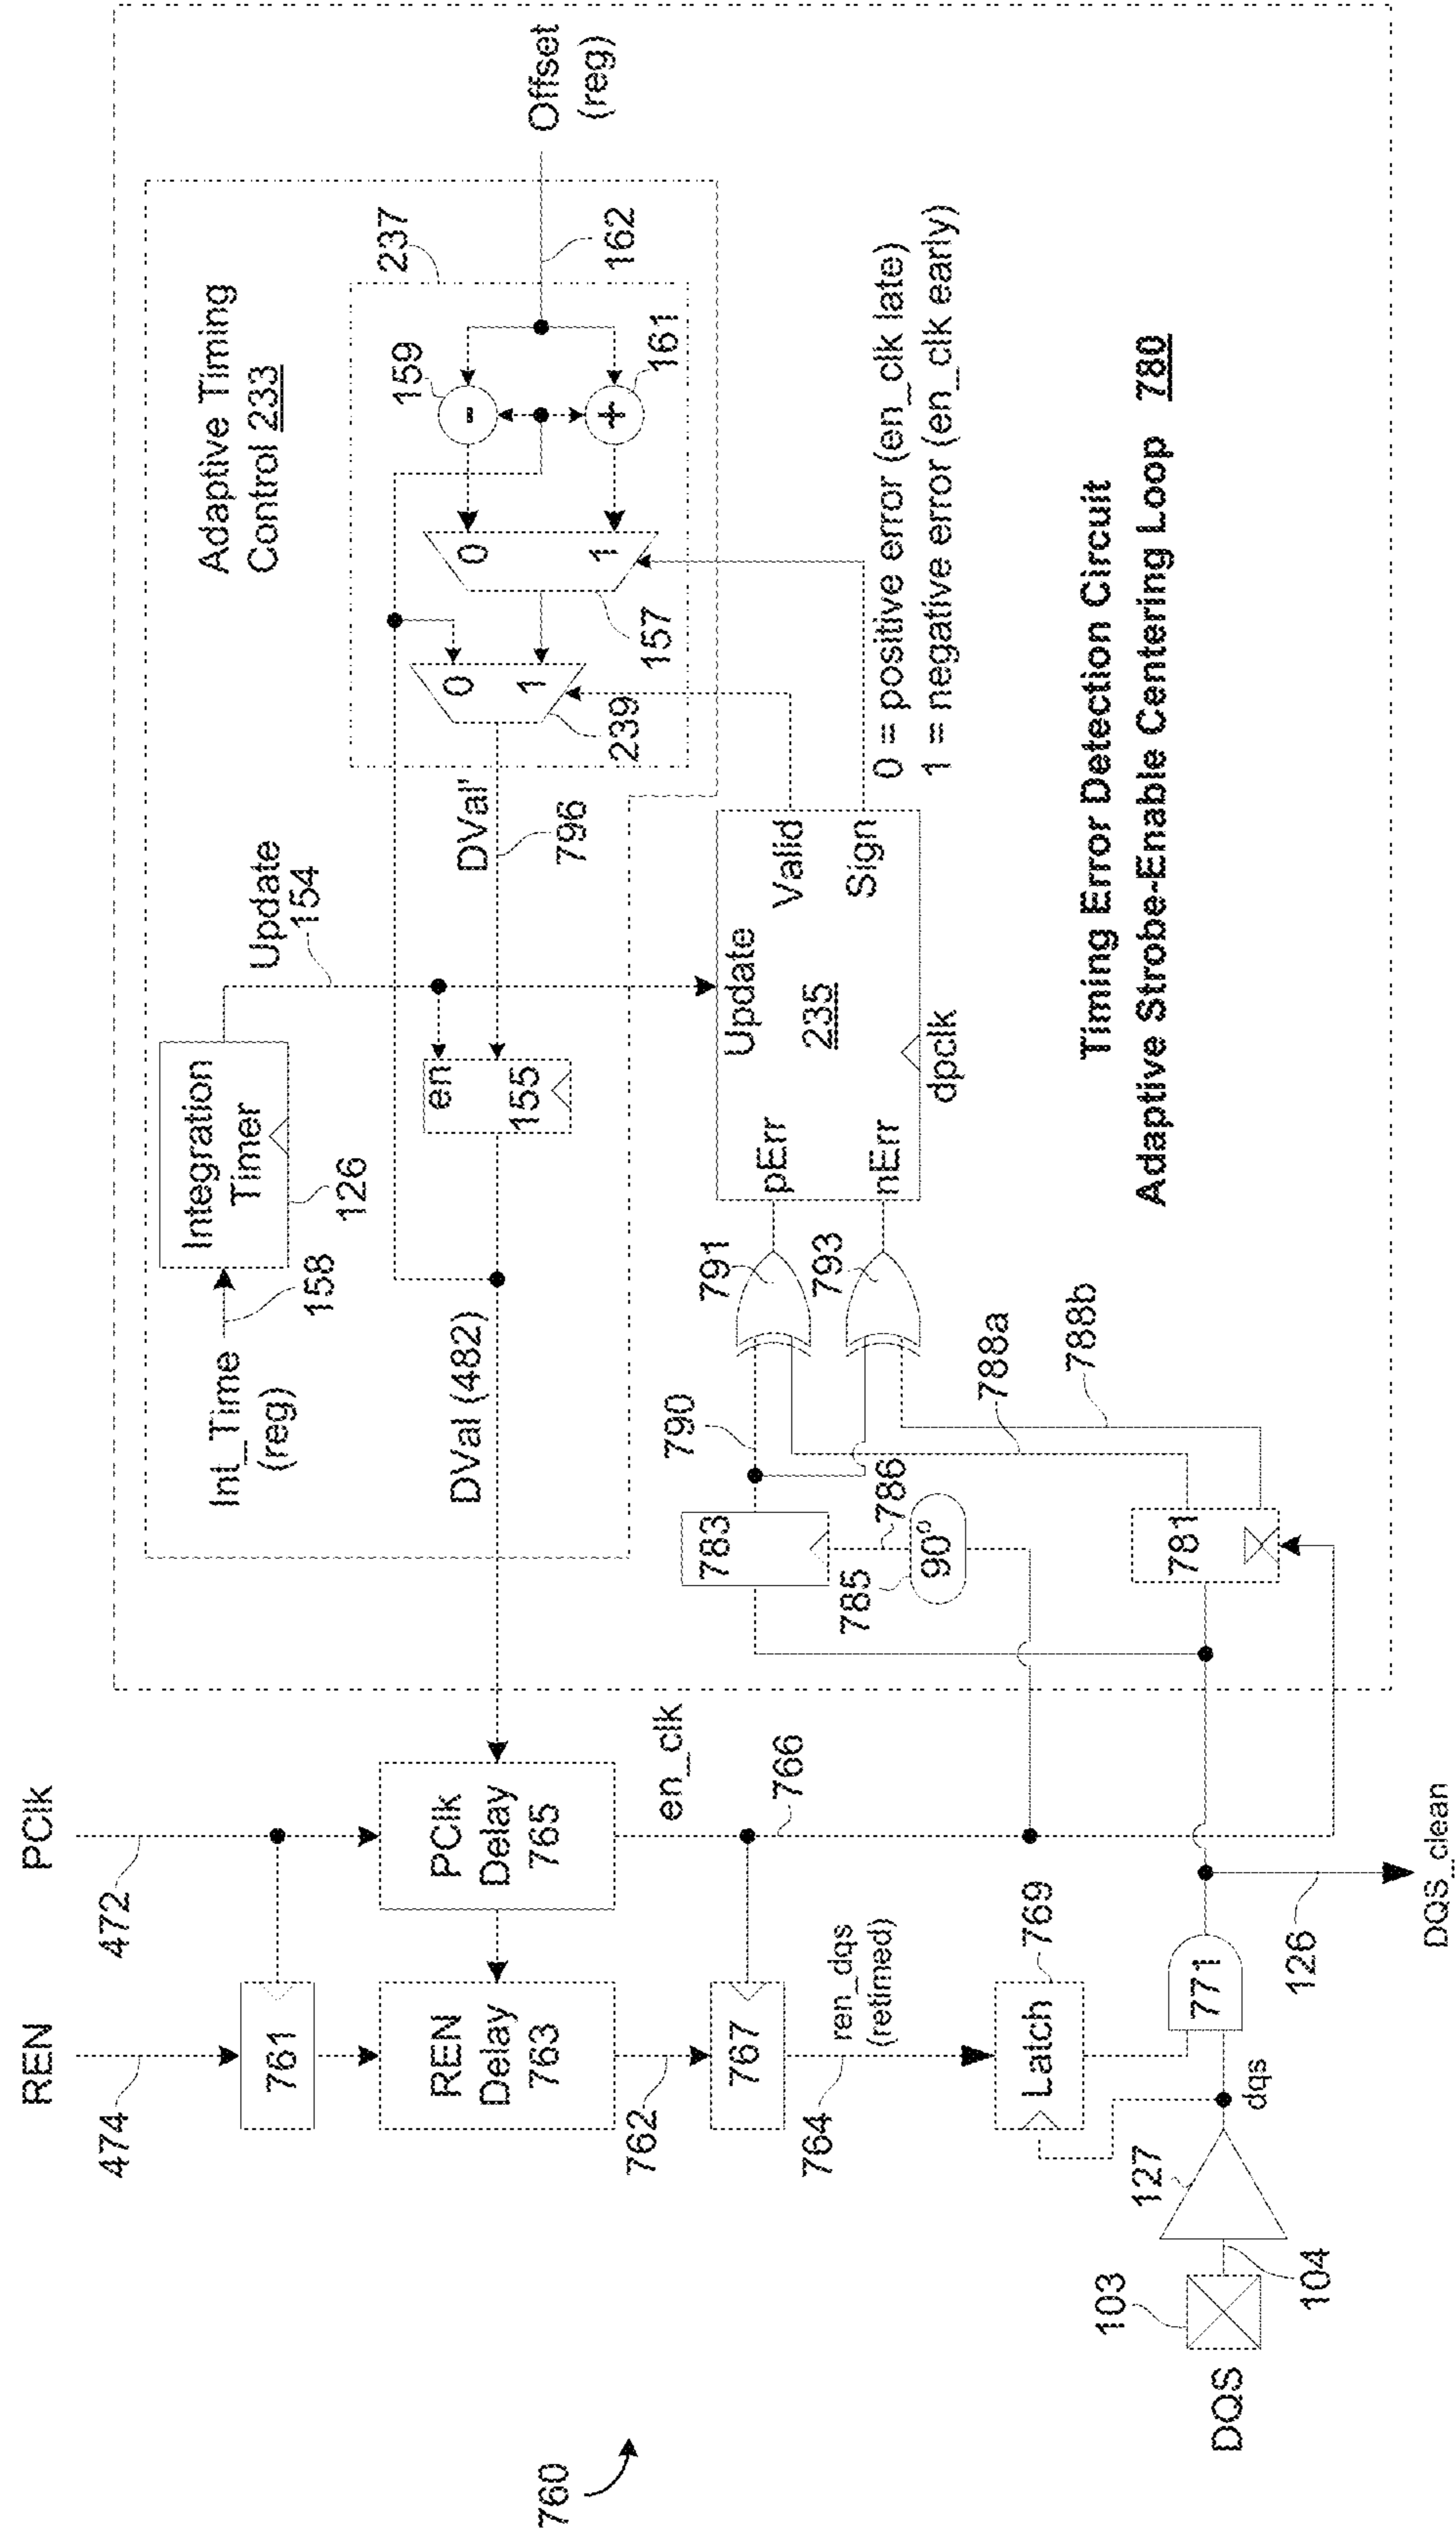 760
REN
474
PClk
472
761
REN
Delay
763
PClk
Delay
765
762
en_clk
766
767
764
ren_dqs
(retimed)
Latch
769
DQS
103
104
127
dqs
771
126
DQS_clean
Int_Time
(reg)
158
Integration
Timer
126
Update
154
Adaptive Timing
Control 233
DVal (482)
en
155
DVal'
796
237
0
1
239
0
1
157
-
159
+
161
162
Offset
(reg)
783
790
785
786
90°
781
788a
788b
791
793
pErr
nErr
Update
235
dpclk
Valid
Sign
0 = positive error (en_clk late)
1 = negative error (en_clk early)
Timing Error Detection Circuit
Adaptive Strobe-Enable Centering Loop 780